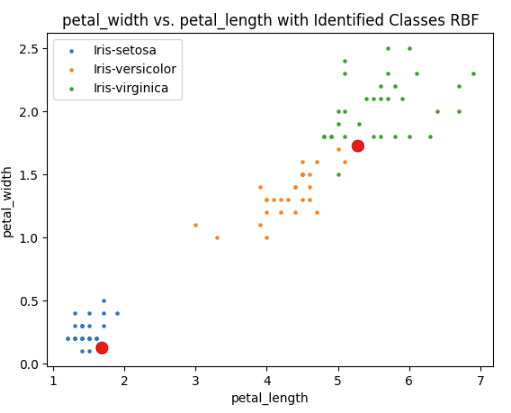 petal_width vs. petal_length with Identified Classes RBF
Iris-setosa
Iris-versicolor
Iris-virginica
2.5
2.0
1.5
1.0
0.5
0.0
petal_width
1 2 3 4 5 6 7
petal_length